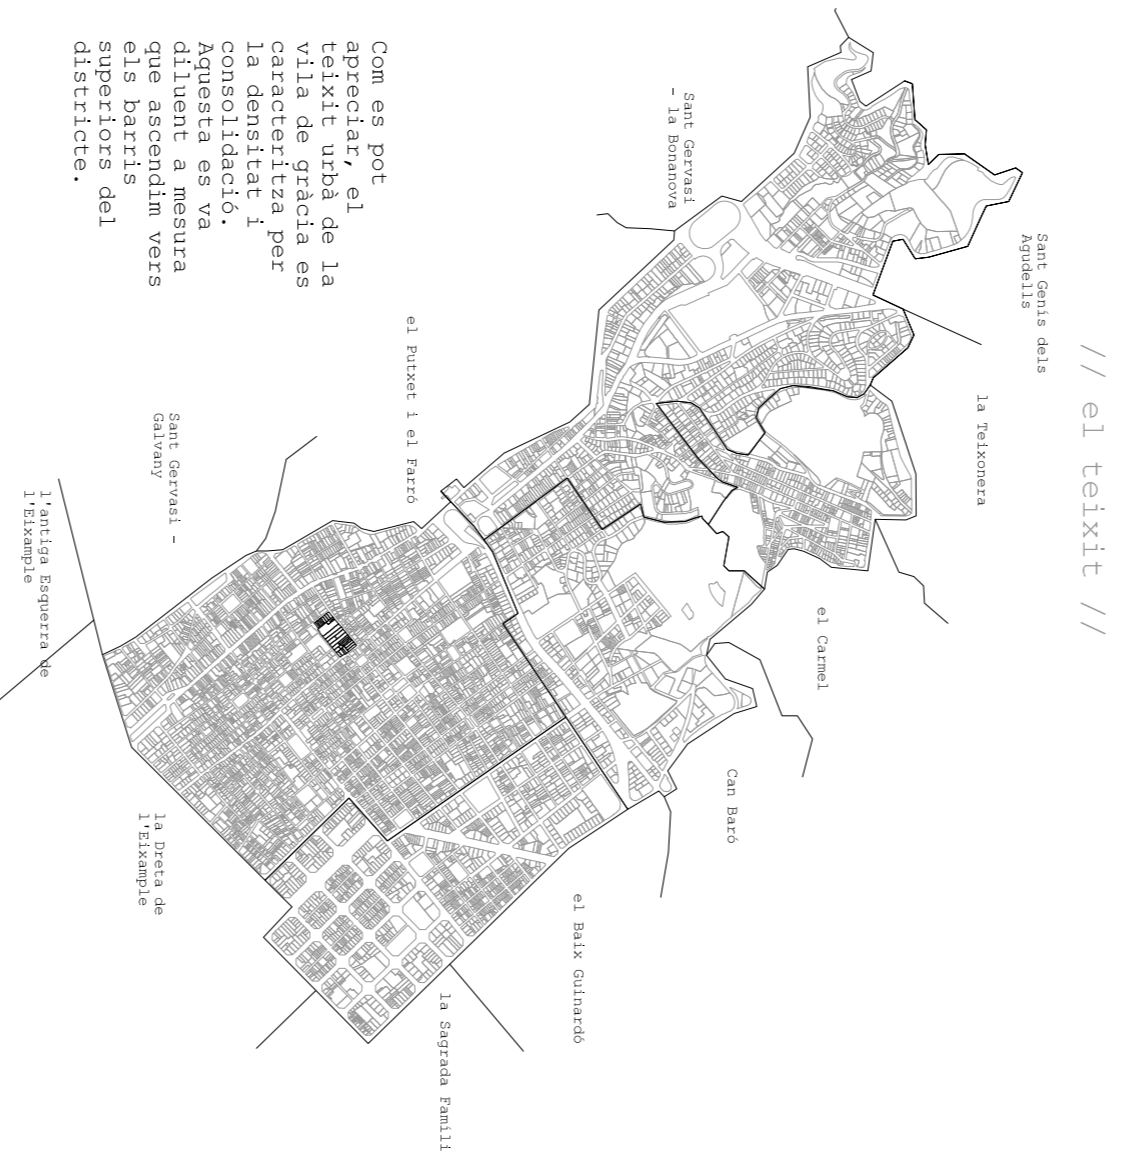 // el teixit //
Sant Genís dels
Agudells
la Teixonera
el Carmel
Can Baró
Sant Gervasi
- la Bonanova
el Baix Guinardó
la Sagrada Famíli
el Putxet i el Farró
Com es pot
apreciar, el
teixit urbà de la
vila de gràcia es
caracteritza per
la densitat i
consolidació.
Aquesta es va
diluent a mesura
que ascendim vers
els barris
superiors del
districte.
Sant Gervasi -
Galvany
la Dreta de
l'Eixample
l'antiga Esquerra de
l'Eixample